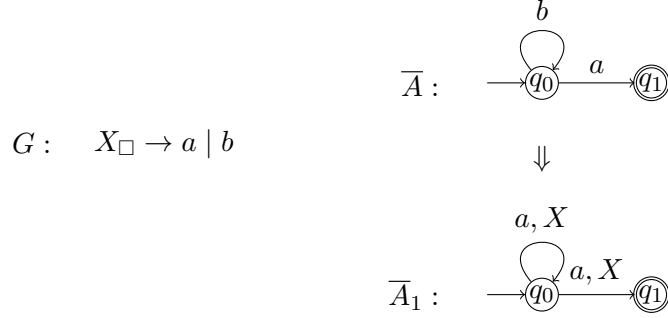 b
A̅ :
q₀
a
q₁
G : X□ → a | b
⇓
a, X
A̅₁ :
q₀
a, X
q₁